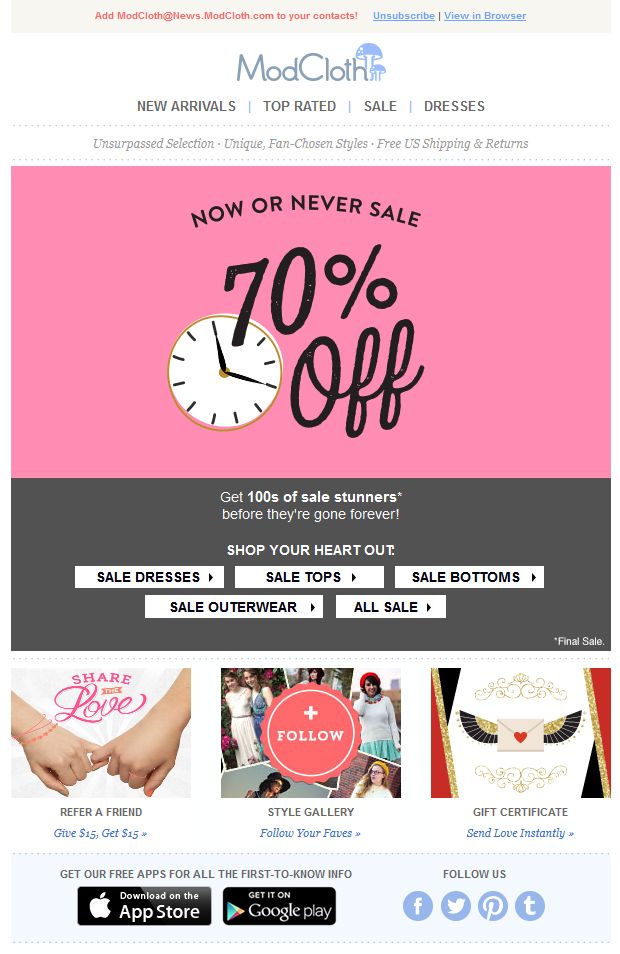 Add ModCloth@News.ModCloth.com to your contacts! Unsubscribe | View in Browser
ModCloth
NEW ARRIVALS | TOP RATED | SALE | DRESSES
Unsurpassed Selection · Unique, Fan-Chosen Styles · Free US Shipping & Returns
NOW OR NEVER SALE
70%
Off
Get 100s of sale stunners*
before they're gone forever!
SHOP YOUR HEART OUT:
SALE DRESSES
SALE TOPS
SALE BOTTOMS
SALE OUTERWEAR
ALL SALE
*Final Sale.
SHARE
THE
Love
+
FOLLOW
REFER A FRIEND
Give $15, Get $15 »
STYLE GALLERY
Follow Your Faves »
GIFT CERTIFICATE
Send Love Instantly »
GET OUR FREE APPS FOR ALL THE FIRST-TO-KNOW INFO
Download on the
App Store
GET IT ON
Google play
FOLLOW US